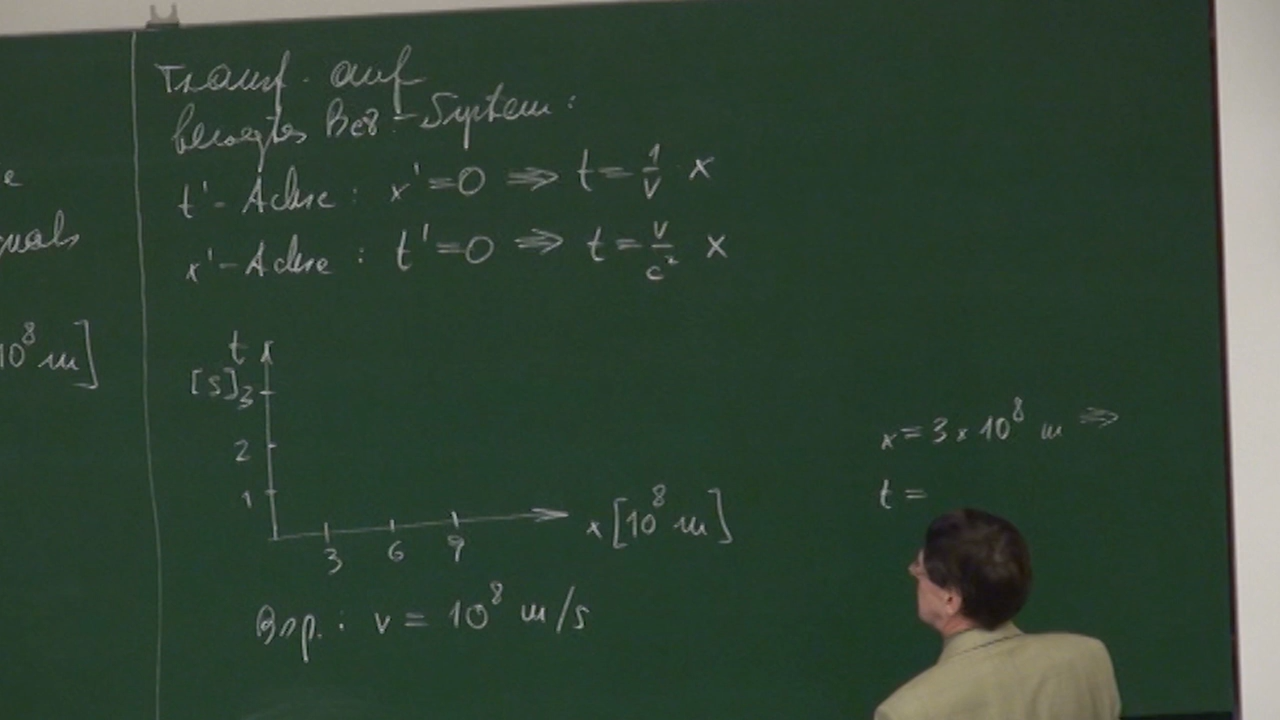 e
10⁸ m]
Transf. auf
bewegtes Bez.-System:
t'-Achse: x'=0 ⇒ t=1/v x
x'-Achse: t'=0 ⇒ t=v/c² x
t
[s]
3
2
1
3 6 9 x [10⁸ m]
Bsp.: v = 10⁸ m/s
x=3×10⁸ m ⇒
t=